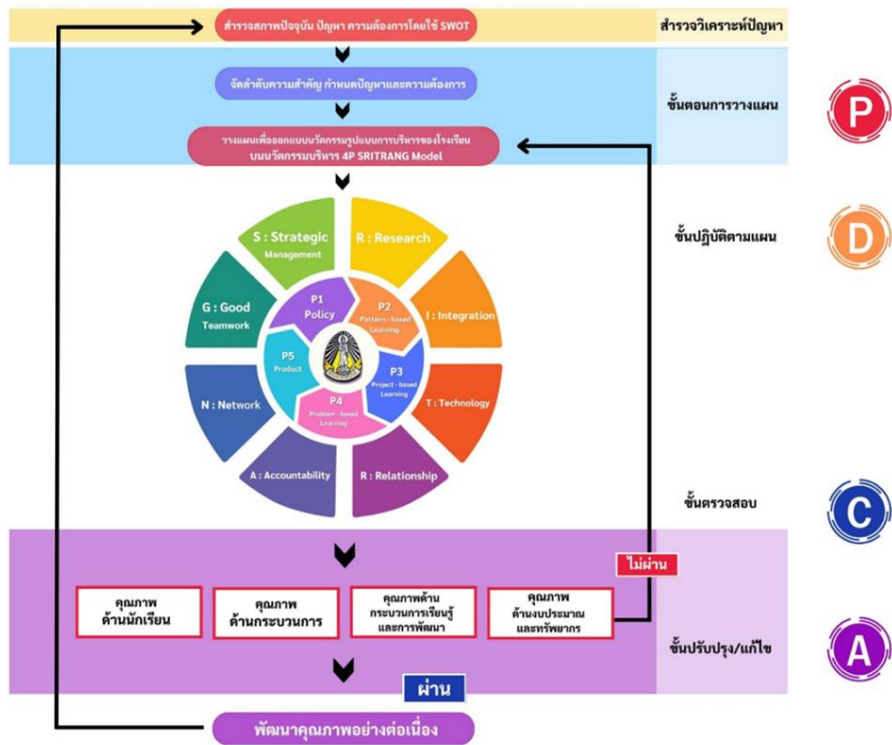 สำรวจสภาพปัจจุบัน ปัญหา ความต้องการโดยใช้ SWOT
สำรวจวิเคราะห์ปัญหา
จัดลำดับความสำคัญ กำหนดปัญหาและความต้องการ
ขั้นตอนการวางแผน
P
วางแผนเพื่อออกแบบนวัตกรรมรูปแบบการบริหารของโรงเรียน
บนนวัตกรรมบริหาร 4P SRITRANG Model
ขั้นปฏิบัติตามแผน
D
S : Strategic
Management
R : Research
I : Integration
T : Technology
R : Relationship
A : Accountability
N : Network
G : Good
Teamwork
P1
Policy
P2
Pattern - based
Learning
P3
Project - based
Learning
P4
Problem - based
Learning
P5
Product
ขั้นตรวจสอบ
C
ไม่ผ่าน
คุณภาพ
ด้านนักเรียน
คุณภาพ
ด้านกระบวนการ
คุณภาพด้าน
กระบวนการเรียนรู้
และการพัฒนา
คุณภาพ
ด้านงบประมาณ
และทรัพยากร
ขั้นปรับปรุง/แก้ไข
A
ผ่าน
พัฒนาคุณภาพอย่างต่อเนื่อง